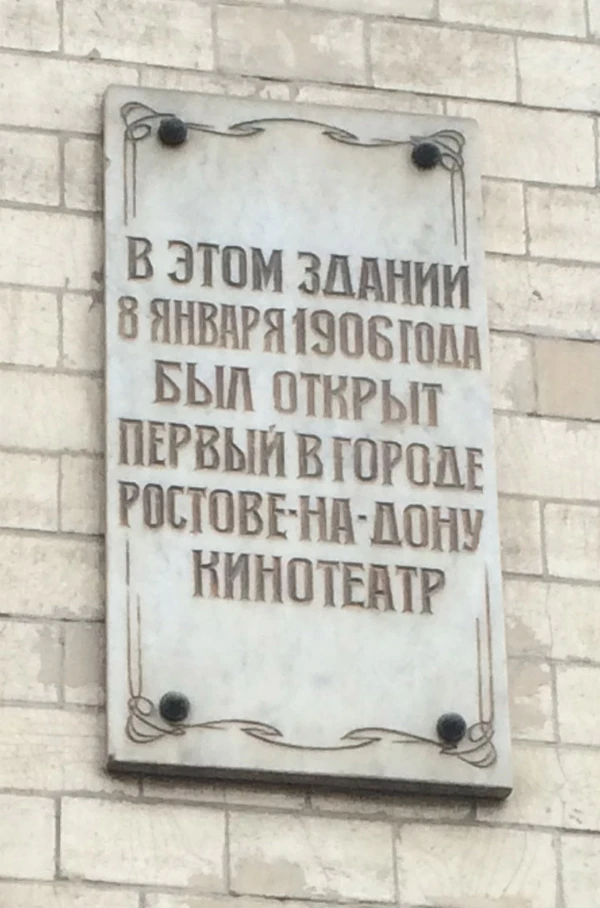 В ЭТОМ ЗДАНИИ
8 ЯНВАРЯ 1906 ГОДА
БЫЛ ОТКРЫТ
ПЕРВЫЙ В ГОРОДЕ
РОСТОВЕ-НА-ДОНУ
КИНОТЕАТР